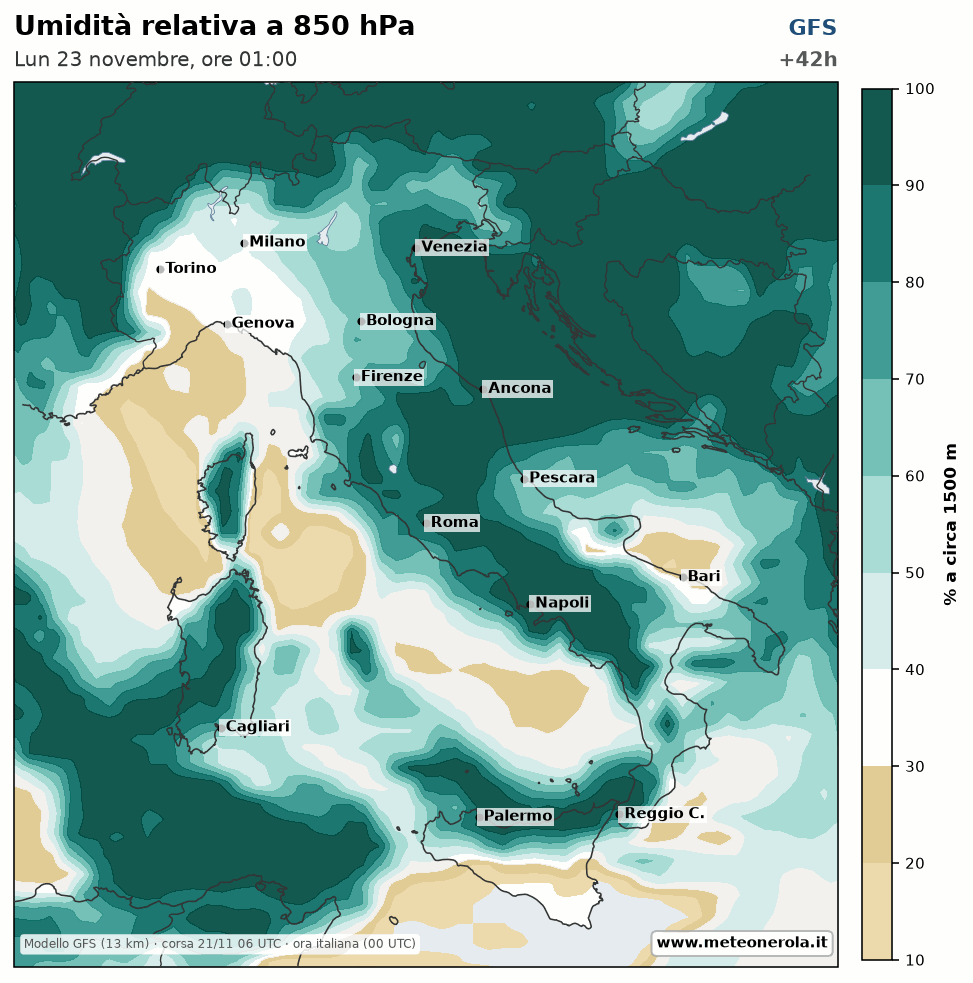 Umidità relativa a 850 hPa
GFS
Lun 23 novembre, ore 01:00
+42h
Milano
Venezia
Torino
Genova
Bologna
Firenze
Ancona
Pescara
Roma
Bari
Napoli
Cagliari
Palermo
Reggio C.
100
90
80
70
60
50
40
30
20
10
% a circa 1500 m
Modello GFS (13 km) · corsa 21/11 06 UTC · ora italiana (00 UTC)
www.meteonerola.it